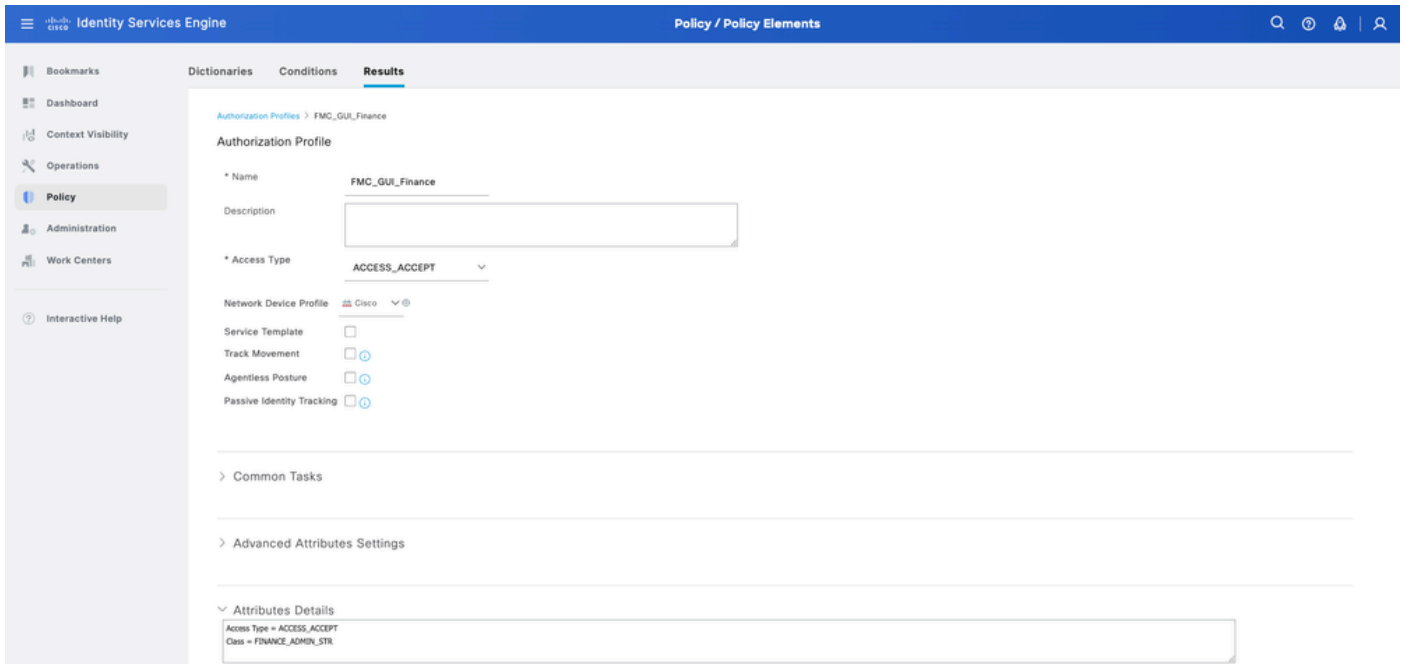 cisco Identity Services Engine
Policy / Policy Elements
Bookmarks
Dashboard
Context Visibility
Operations
Policy
Administration
Work Centers
Interactive Help
Dictionaries Conditions Results
Authorization Profiles > FMC_GUI_Finance
Authorization Profile
* Name FMC_GUI_Finance
Description
* Access Type ACCESS_ACCEPT
Network Device Profile Cisco
Service Template
Track Movement
Agentless Posture
Passive Identity Tracking
Common Tasks
Advanced Attributes Settings
Attributes Details
Access Type = ACCESS_ACCEPT
Class = FINANCE_ADMIN_STR